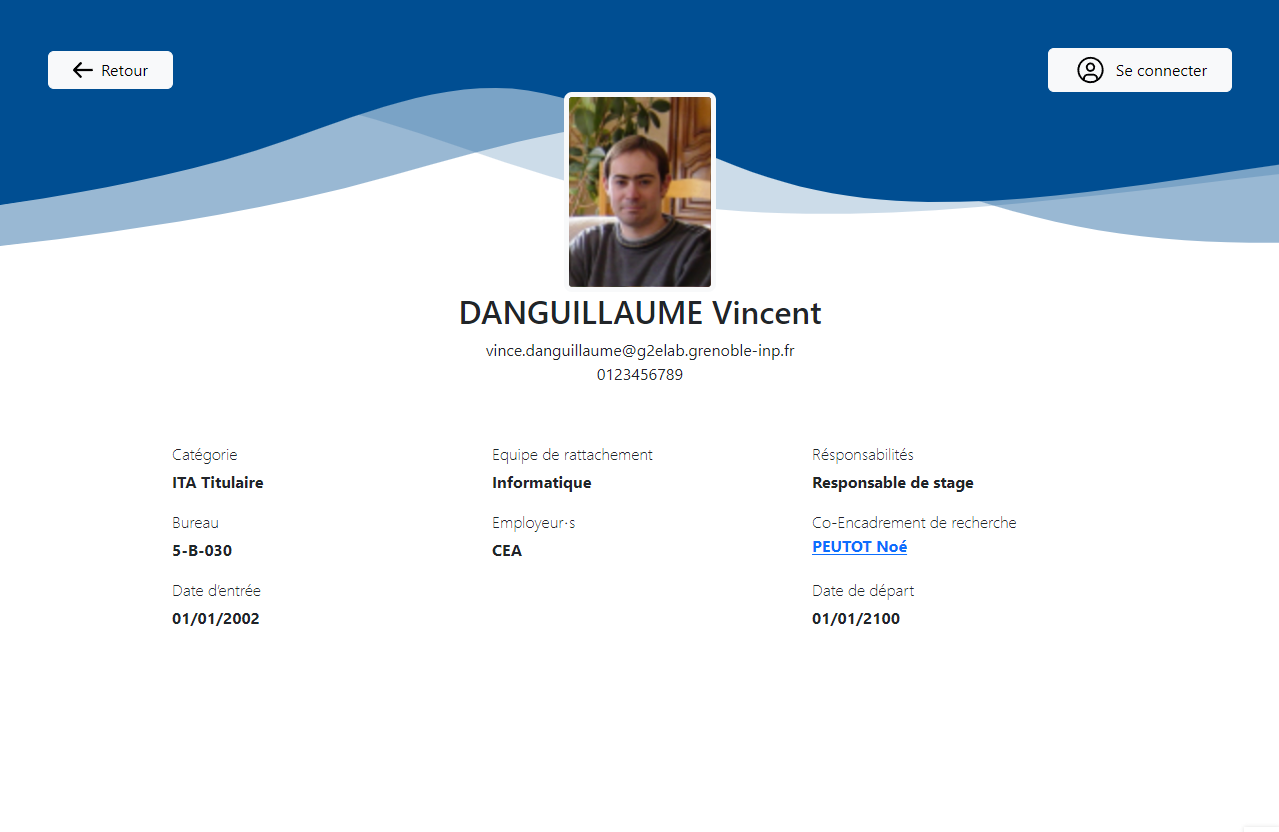 Retour
Se connecter
DANGUILLAUME Vincent
vince.danguillaume@g2elab.grenoble-inp.fr
0123456789
Catégorie
ITA Titulaire
Equipe de rattachement
Informatique
Résponsabilités
Responsable de stage
Bureau
5-B-030
Employeur·s
CEA
Co-Encadrement de recherche
PEUTOT Noé
Date d'entrée
01/01/2002
Date de départ
01/01/2100